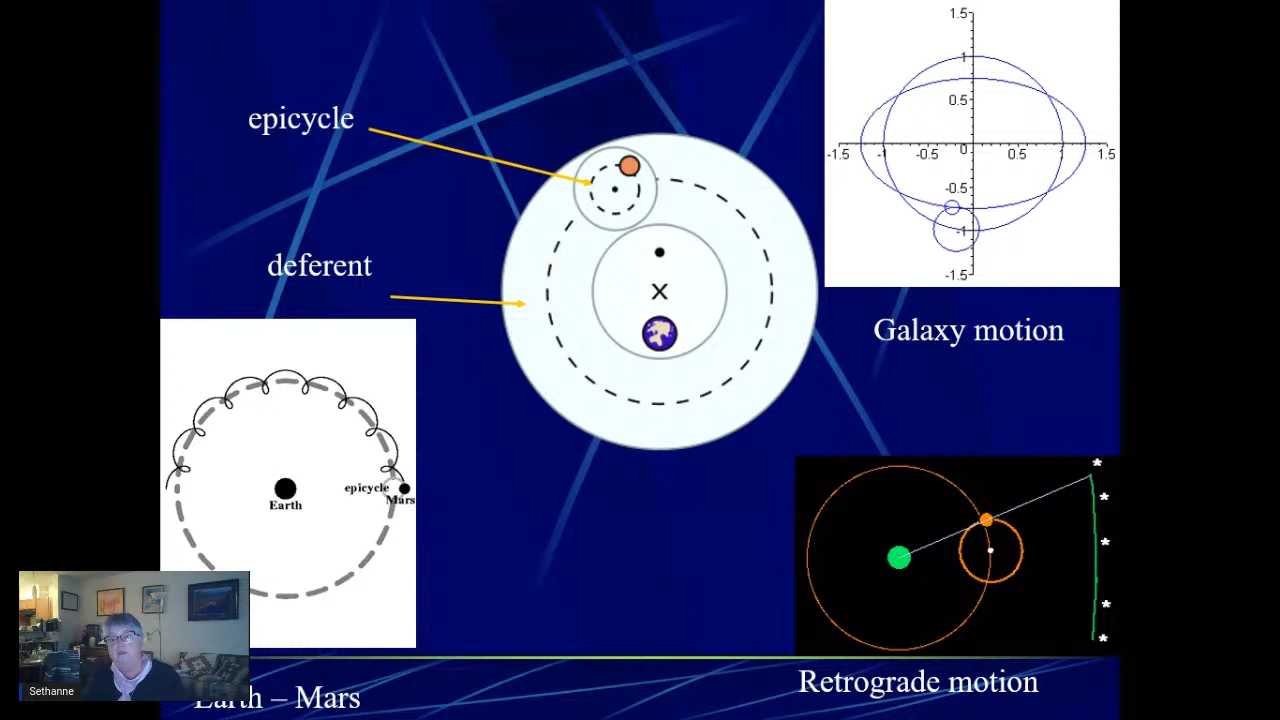 epicycle
deferent
1.5
1
0.5
-1.5
-1
-0.5
0
0.5
1
1.5
-0.5
-1
-1.5
Galaxy motion
epicycle
Mars
Earth
Sethanne
Earth – Mars
Retrograde motion